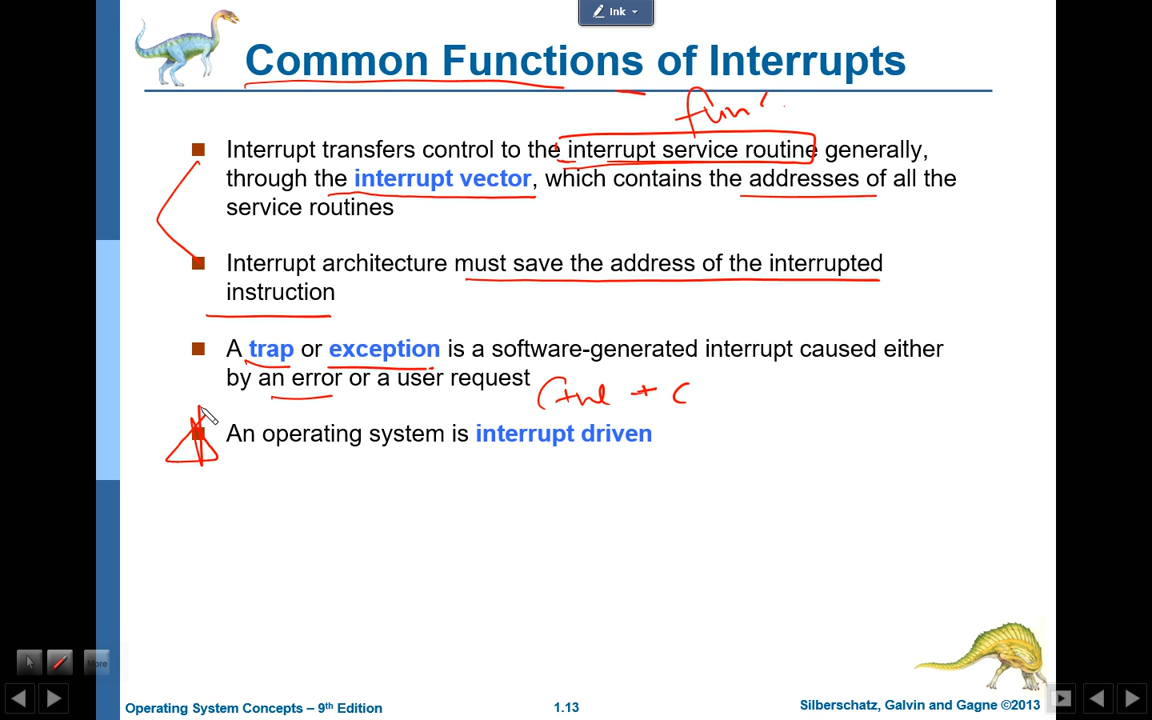 Ink
Common Functions of Interrupts
Interrupt transfers control to the interrupt service routine generally,
through the interrupt vector, which contains the addresses of all the
service routines
Interrupt architecture must save the address of the interrupted
instruction
A trap or exception is a software-generated interrupt caused either
by an error or a user request
Ctrl + C
An operating system is interrupt driven
More
Operating System Concepts – 9th Edition
1.13
Silberschatz, Galvin and Gagne ©2013